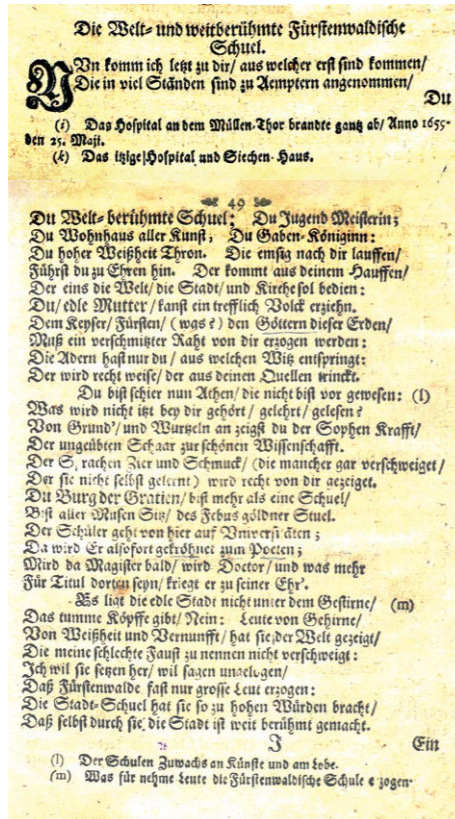 Die Welt- und weitberühmte Fürstenwaldische
Schuel.
NUn komm ich letzt zu dir/ aus welcher erst sind kommen/
Die in viel Ständen sind zu Aemptern angenommen/
Du
(i) Das Hospital an dem Müllen-Thor brandte gantz ab/ Anno 1655.
den 25. Maji.
(k) Das itzige Hospital und Siechen-Haus.
49
Du Welt-berühmte Schuel; Du Jugend Meisterin;
Du Wohnhaus aller Kunst; Du Gaben-Königinn:
Du hoher Weißheit Thron. Die emsig nach dir lauffen/
Führst du zu Ehren hin. Der kommt aus deinem Hauffen/
Der eins die Welt/ die Stadt/ und Kirche sol bedien:
Du/ edle Mutter/ kanst ein trefflich Volck erziehn.
Dem Keyser/ Fürsten/ (was?) den Göttern dieser Erden/
Muß ein verschmitzter Raht von dir erzogen werden:
Die Adern hast nur du/ aus welchen Witz entspringt:
Der wird recht weise/ der aus deinen Quellen trinckt.
Du bist schier nun Athen/ die nicht bist vor gewesen: (l)
Was wird nicht itzt bey dir gehört/ gelehrt/ gelesen?
Von Grund'/ und Wurtzeln an zeigst du der Sophen Krafft/
Der ungeübten Schaar zur schönen Wissenschafft.
Der Sprachen Zier und Schmuck/ (die mancher gar verschweiget/
Der sie nicht selbst gelernt) wird recht von dir gezeiget.
Du Burg der Gratien/ bist mehr als eine Schuel/
Bist aller Musen Sitz/ des Febus göldner Stuel.
Der Schüler geht von hier auf Universitäten;
Da wird Er alsofort gekröhnet zum Poeten;
Wird da Magister bald/ wird Doctor/ und was mehr
Für Titul dorten seyn/ kriegt er zu seiner Ehr'.
Es ligt die edle Stadt nicht unter dem Gestirne/ (m)
Das tumme Köpffe gibt/ Nein: Leute von Gehirne/
Von Weißheit und Vernunfft/ hat sie der Welt gezeigt/
Die meine schlechte Faust zu nennen nicht verschweigt:
Ich wil sie setzen her/ wil sagen ungelogen/
Daß Fürstenwalde fast nur grosse Leut erzogen:
Die Stadt-Schuel hat sie so zu hohen Würden bracht/
Daß selbst durch sie die Stadt ist weit berühmt gemacht.
J Ein
(l) Der Schulen Zuwachs an Künste und am Lobe.
(m) Was für nehme Leute die Fürstenwaldische Schule e zogen.